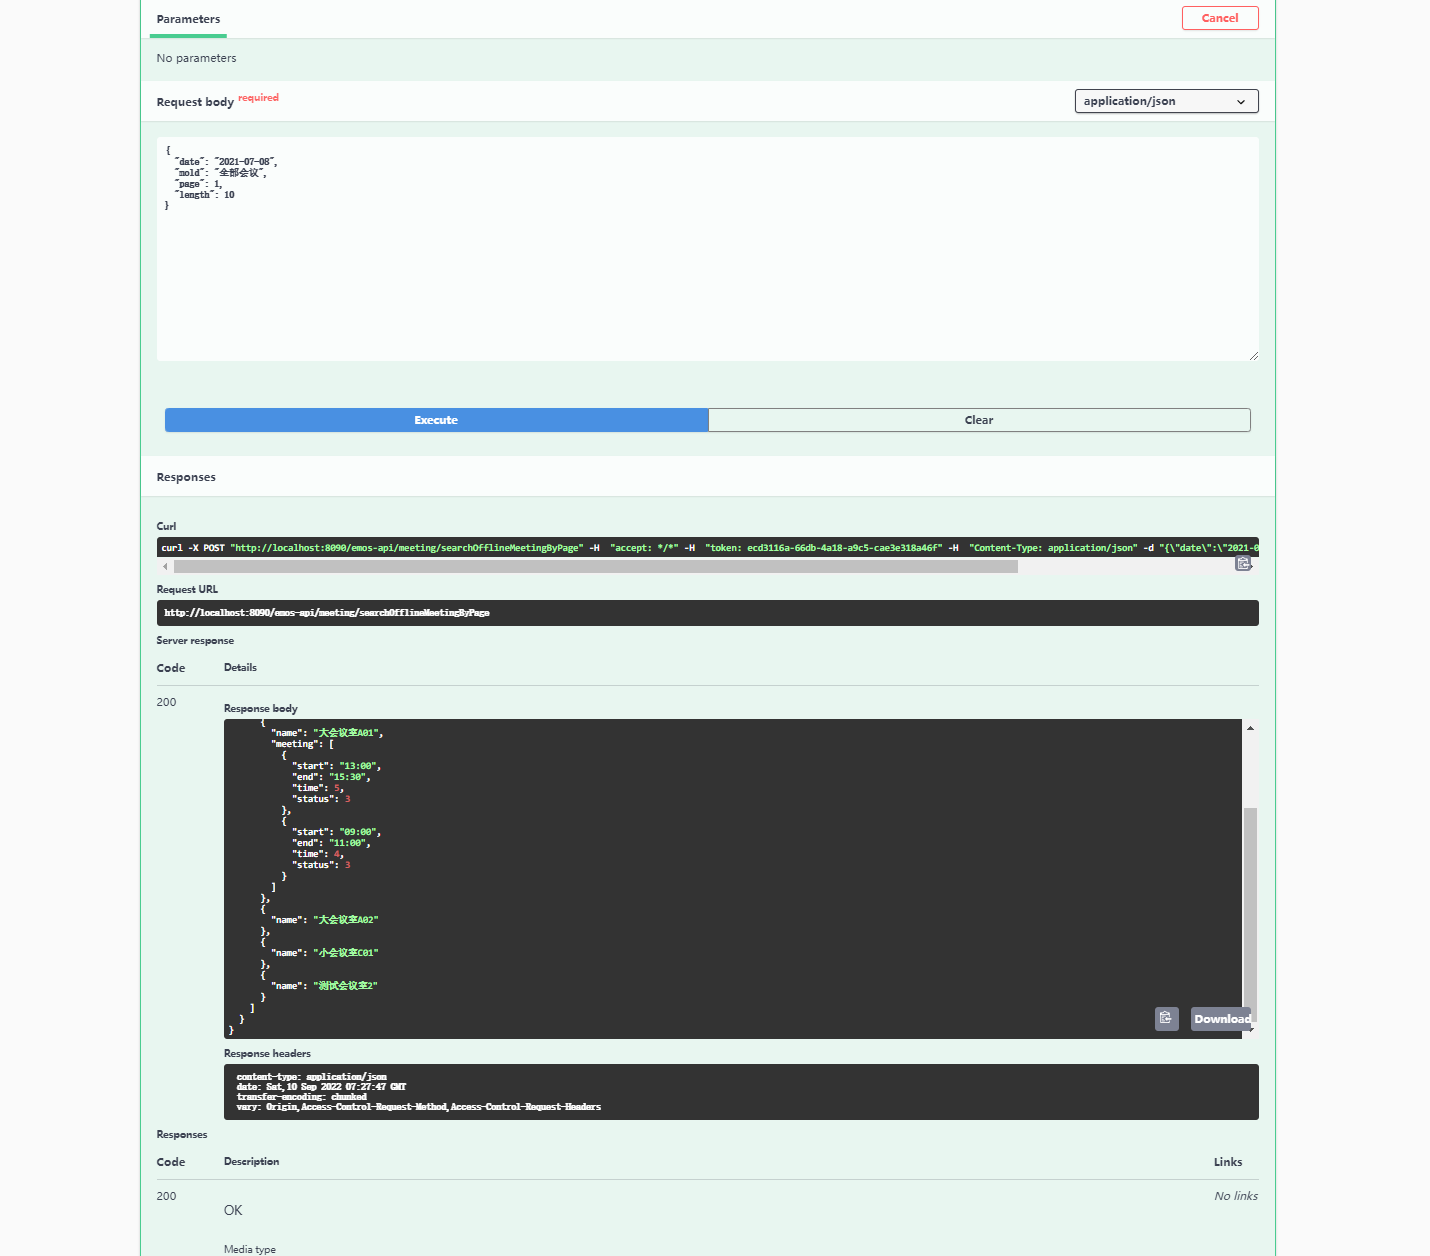 Parameters
Cancel
No parameters
Request body required
application/json
{
"date": "2021-07-08",
"mold": "全部会议",
"page": 1,
"length": 10
}
Execute
Clear
Responses
Curl
curl -X POST "http://localhost:8090/emos-api/meeting/searchOfflineMeetingByPage" -H "accept: */*" -H "token: ecd3116a-66db-4a18-a9c5-cae3e318a46f" -H "Content-Type: application/json" -d "{\"date\":\"2021-0
Request URL
http://localhost:8090/emos-api/meeting/searchOfflineMeetingByPage
Server response
Code
Details
200
Response body
{
"name": "大会议室A01",
"meeting": [
{
"start": "13:00",
"end": "15:30",
"time": 5,
"status": 3
},
{
"start": "09:00",
"end": "11:00",
"time": 4,
"status": 3
}
]
},
{
"name": "大会议室A02"
},
{
"name": "小会议室C01"
},
{
"name": "测试会议室2"
}
]
}
}
Download
Response headers
content-type: application/json
date: Sat,10 Sep 2022 07:27:47 GMT
transfer-encoding: chunked
vary: Origin,Access-Control-Request-Method,Access-Control-Request-Headers
Responses
Code
Description
Links
200
OK
No links
Media type